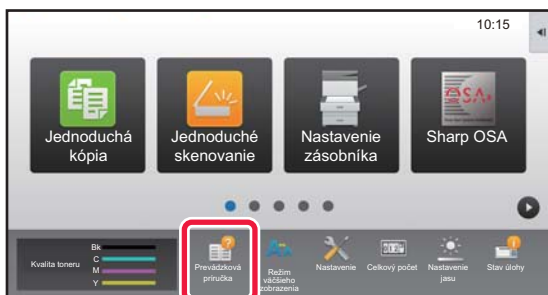 10:15
Jednoduchá
kópia
Jednoduché
skenovanie
Nastavenie
zásobníka
Sharp OSA
OSA
Kvalita toneru
Bk
C
M
Y
Prevádzková
príručka
Režim
väčšieho
zobrazenia
Nastavenie
Celkový počet
Nastavenie
jasu
Stav úlohy